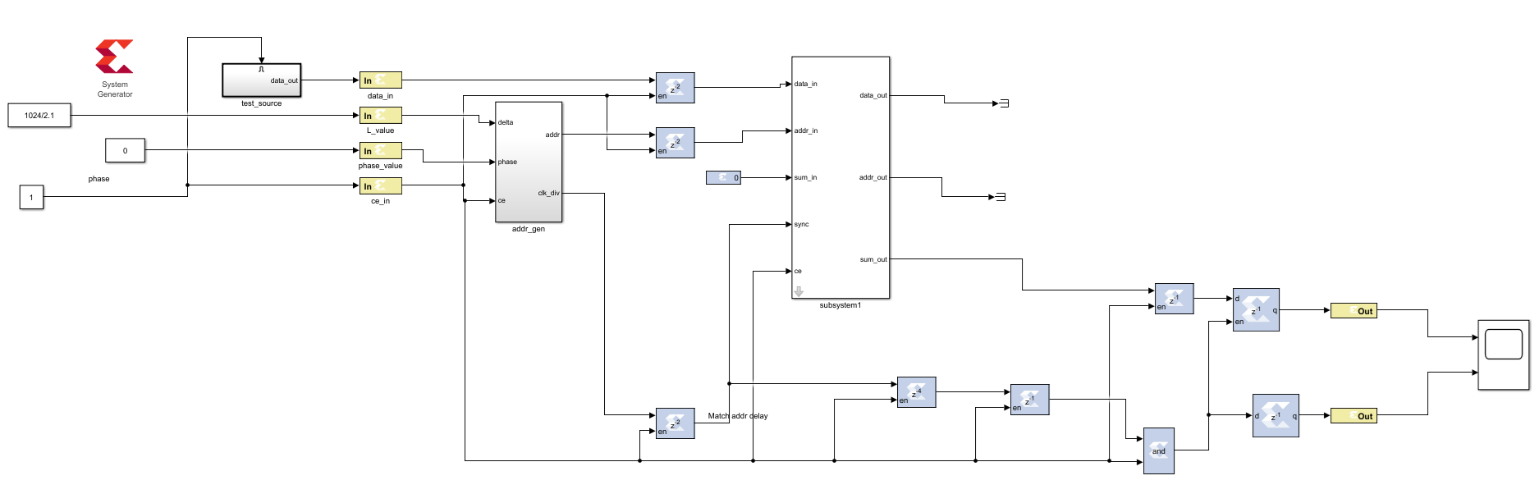 System
Generator
data_out
test_source
In
data_in
1024/2.1
In
L_value
0
In
phase_value
phase
1
In
ce_in
delta
phase
ce
addr
clk_div
addr_gen
z-2
en
z-2
en
0
data_in
addr_in
sum_in
sync
ce
data_out
addr_out
sum_out
subsystem1
z-1
en
d
z-1
q
en
Out
z-4
en
z-1
en
z-2
en
Match addr delay
and
d
z-1
q
Out